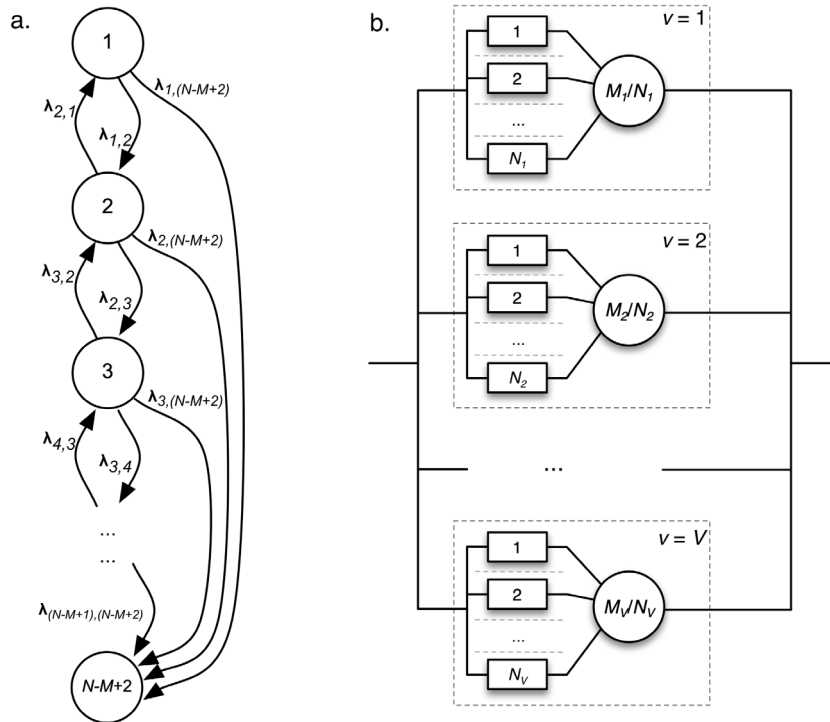 a.
1
λ1,(N-M+2)
λ2,1
λ1,2
2
λ2,(N-M+2)
λ3,2
λ2,3
3
λ3,(N-M+2)
λ4,3
λ3,4
...
...
λ(N-M+1),(N-M+2)
N-M+2
b.
v = 1
1
2
...
N1
M1/N1
v = 2
1
2
...
N2
M2/N2
...
v = V
1
2
...
NV
MV/NV